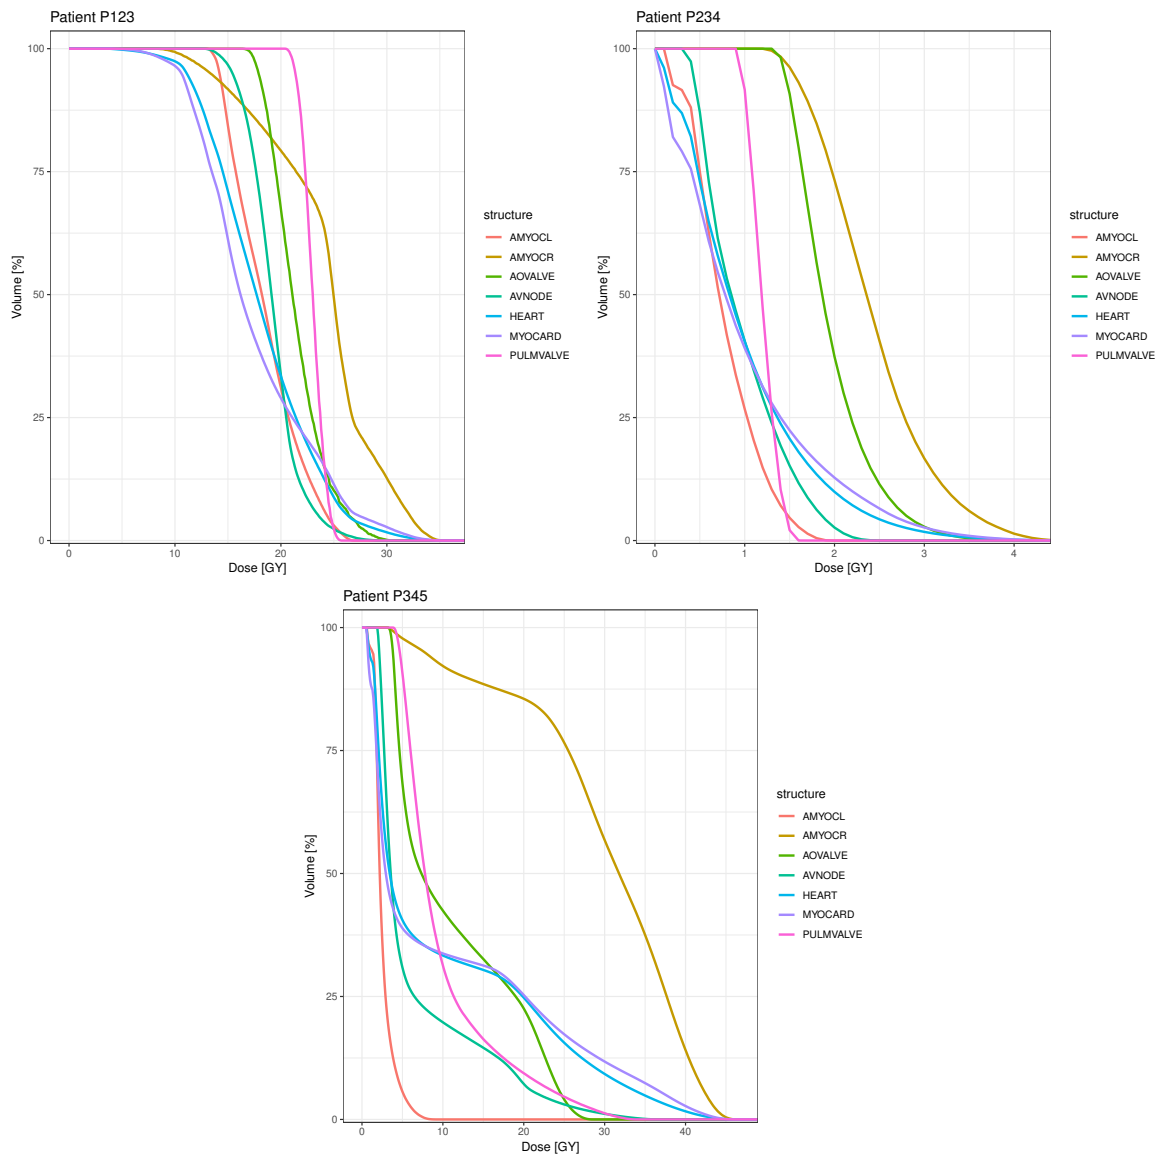 Patient P123
Volume [%]
100
75
50
25
0
0 10 20 30
Dose [GY]
structure
AMYOCL
AMYOCR
AOVALVE
AVNODE
HEART
MYOCARD
PULMVALVE
Patient P234
Volume [%]
100
75
50
25
0
0 1 2 3 4
Dose [GY]
structure
AMYOCL
AMYOCR
AOVALVE
AVNODE
HEART
MYOCARD
PULMVALVE
Patient P345
Volume [%]
100
75
50
25
0
0 10 20 30 40
Dose [GY]
structure
AMYOCL
AMYOCR
AOVALVE
AVNODE
HEART
MYOCARD
PULMVALVE